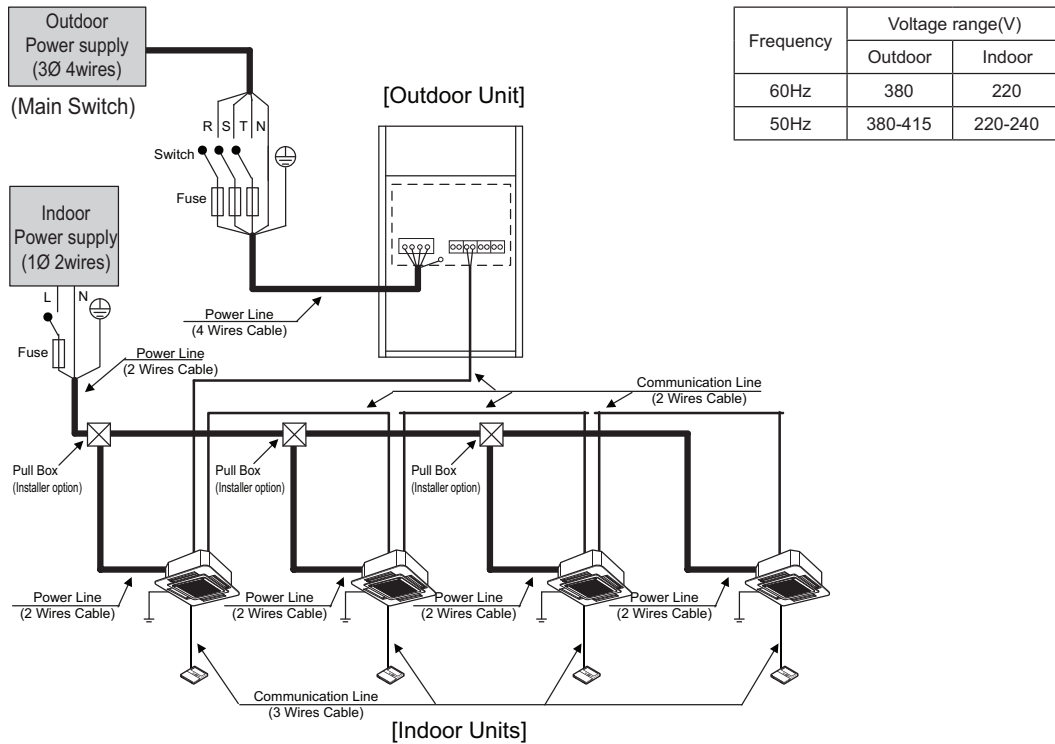 Outdoor
Power supply
(3Ø 4wires)
(Main Switch)
R S T N
Switch
Fuse
[Outdoor Unit]
Frequency
Voltage range(V)
Outdoor Indoor
60Hz 380 220
50Hz 380-415 220-240
Indoor
Power supply
(1Ø 2wires)
L N
Fuse
Power Line
(2 Wires Cable)
Power Line
(4 Wires Cable)
Communication Line
(2 Wires Cable)
Pull Box
(Installer option)
Pull Box
(Installer option)
Pull Box
(Installer option)
Power Line
(2 Wires Cable)
Power Line
(2 Wires Cable)
Power Line
(2 Wires Cable)
Power Line
(2 Wires Cable)
Communication Line
(3 Wires Cable)
[Indoor Units]